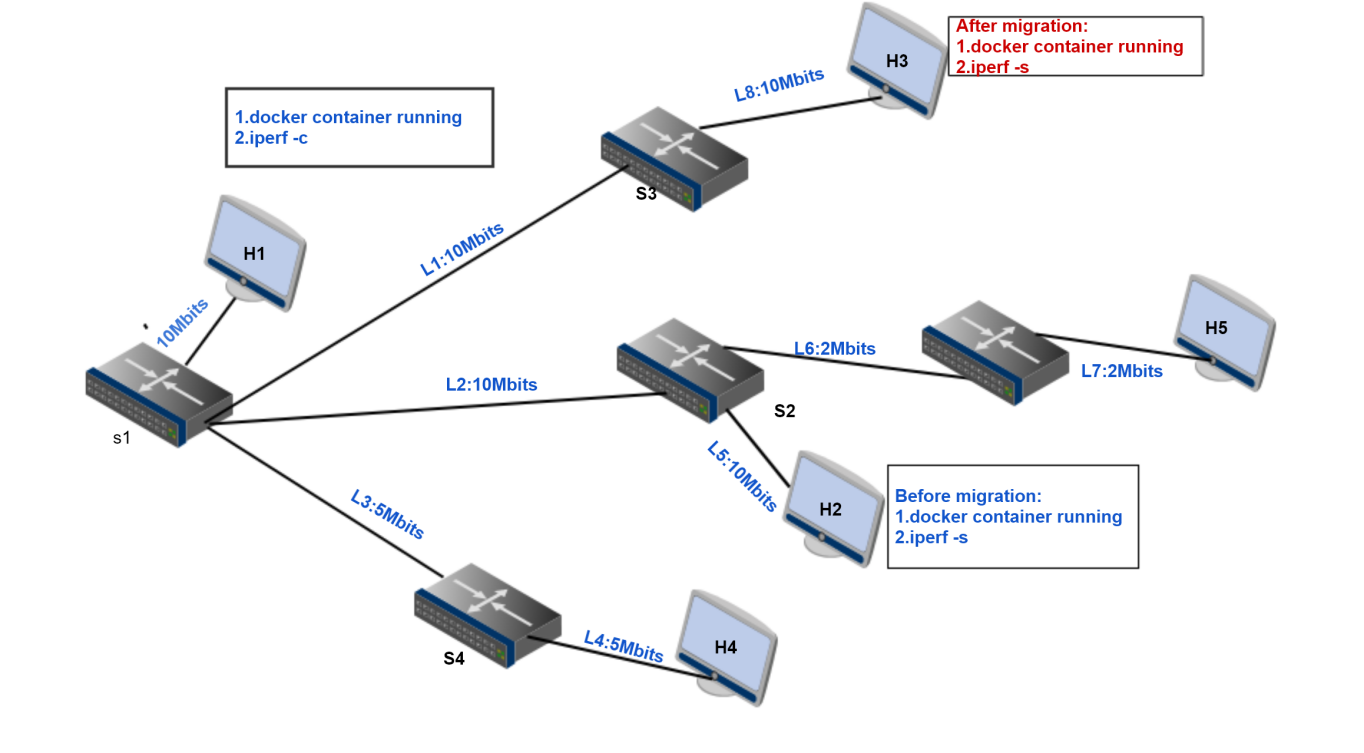 After migration:
1.docker container running
2.iperf -s
H3
L8:10Mbits
1.docker container running
2.iperf -c
S3
H1
L1:10Mbits
10Mbits
H5
L6:2Mbits
L7:2Mbits
L2:10Mbits
S2
s1
L5:10Mbits
Before migration:
1.docker container running
2.iperf -s
H2
L3:5Mbits
L4:5Mbits
H4
S4